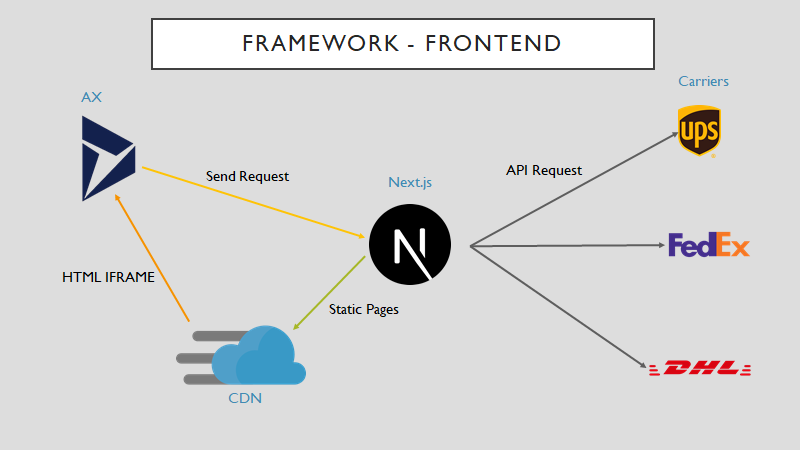 FRAMEWORK - FRONTEND
AX
Carriers
ups
Send Request
API Request
Next.js
N
FedEx
HTML IFRAME
Static Pages
DHL
CDN